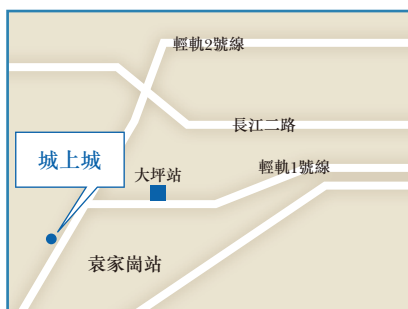 輕軌2號線
長江二路
城上城
大坪站
輕軌1號線
袁家崗站